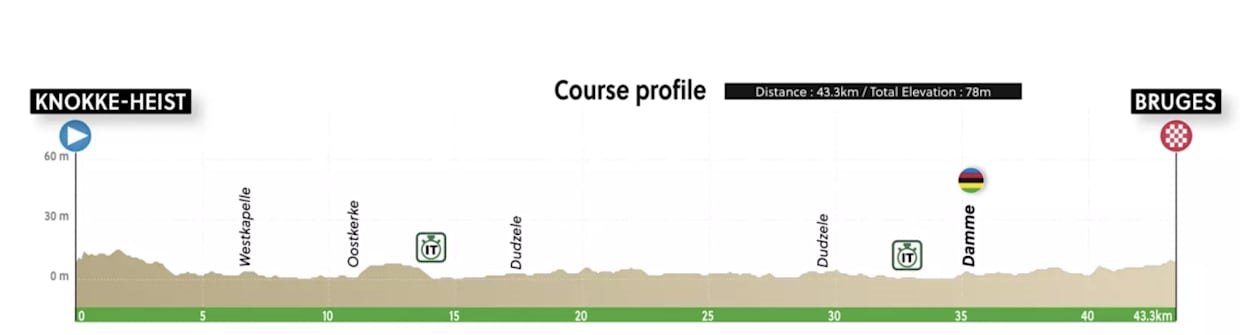 Course profile
Distance : 43.3km / Total Elevation : 78m
KNOKKE-HEIST
BRUGES
60 m
30 m
0 m
Westkapelle
Oostkerke
IT
Dudzele
Dudzele
IT
Damme
0 5 10 15 20 25 30 35 40 43.3km